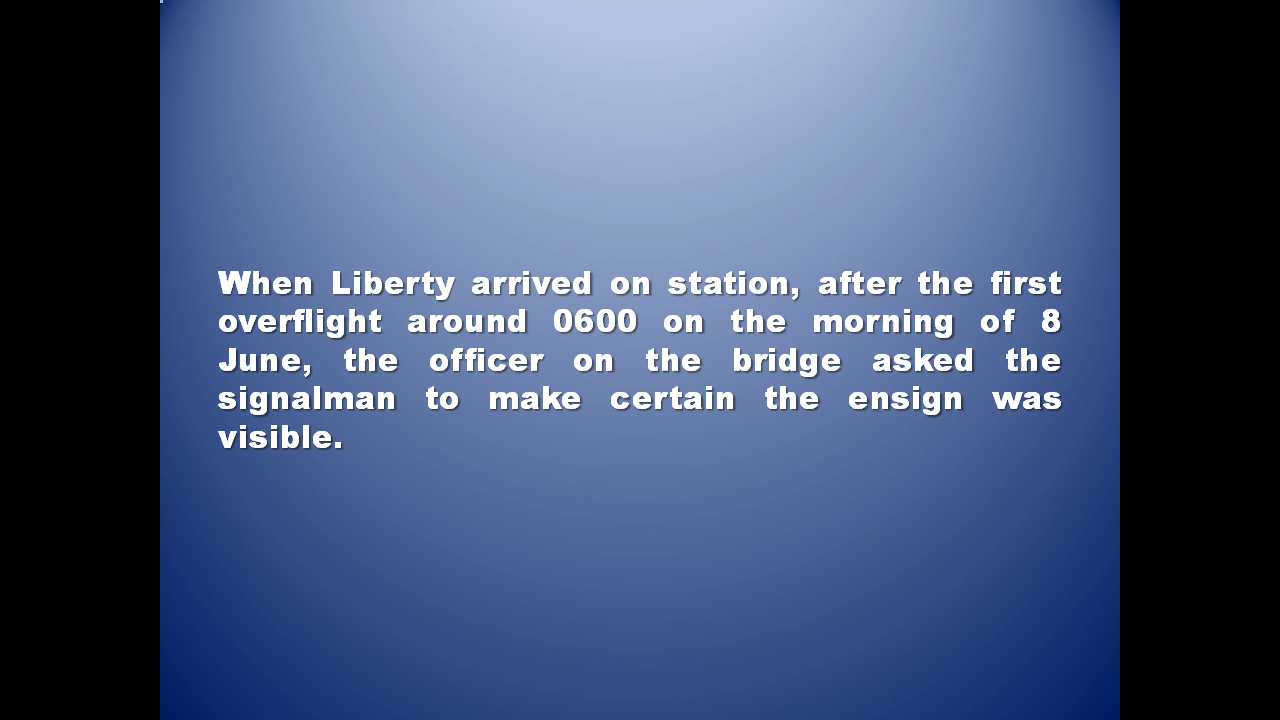 When Liberty arrived on station, after the first
overflight around 0600 on the morning of 8
June, the officer on the bridge asked the
signalman to make certain the ensign was
visible.